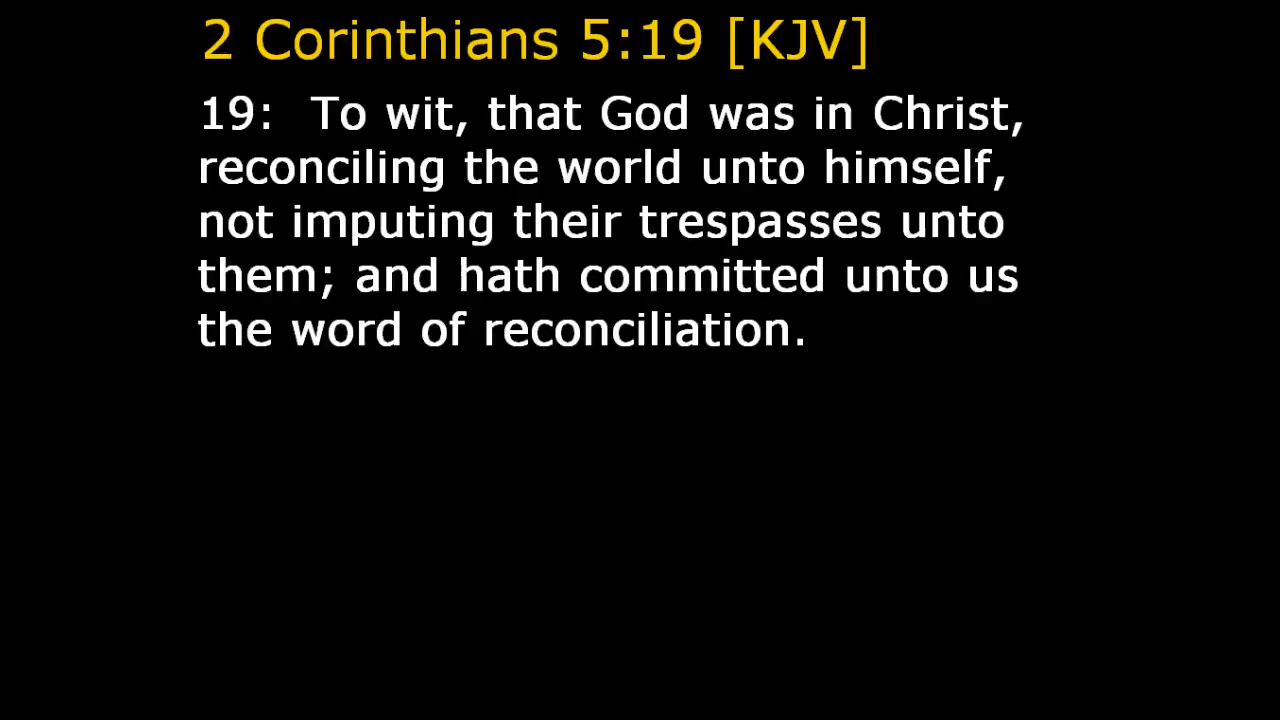 2 Corinthians 5:19 [KJV]
19: To wit, that God was in Christ,
reconciling the world unto himself,
not imputing their trespasses unto
them; and hath committed unto us
the word of reconciliation.